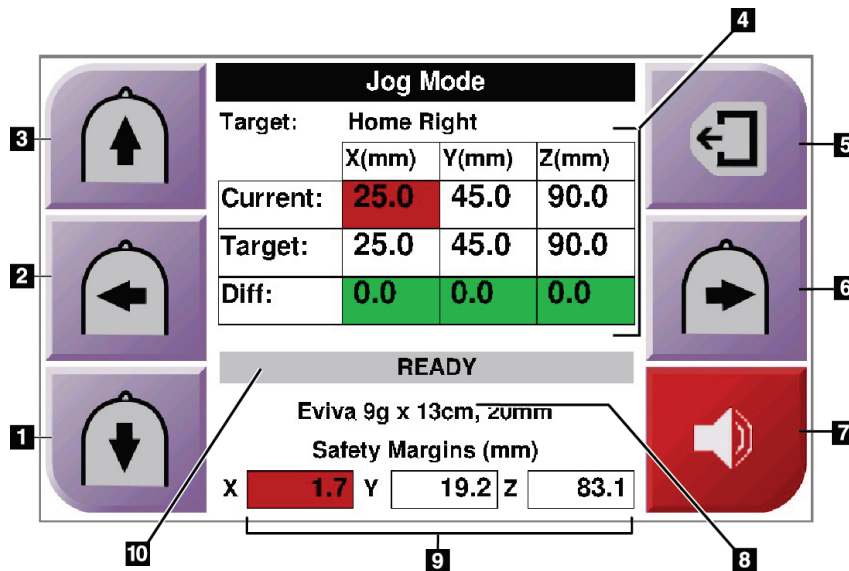 4
Jog Mode
Target: Home Right
3
5
X(mm) Y(mm) Z(mm)
Current: 25.0 45.0 90.0
Target: 25.0 45.0 90.0
2
6
Diff: 0.0 0.0 0.0
READY
Eviva 9g x 13cm, 20mm
1
7
Safety Margins (mm)
X 1.7 Y 19.2 Z 83.1
10
9
8